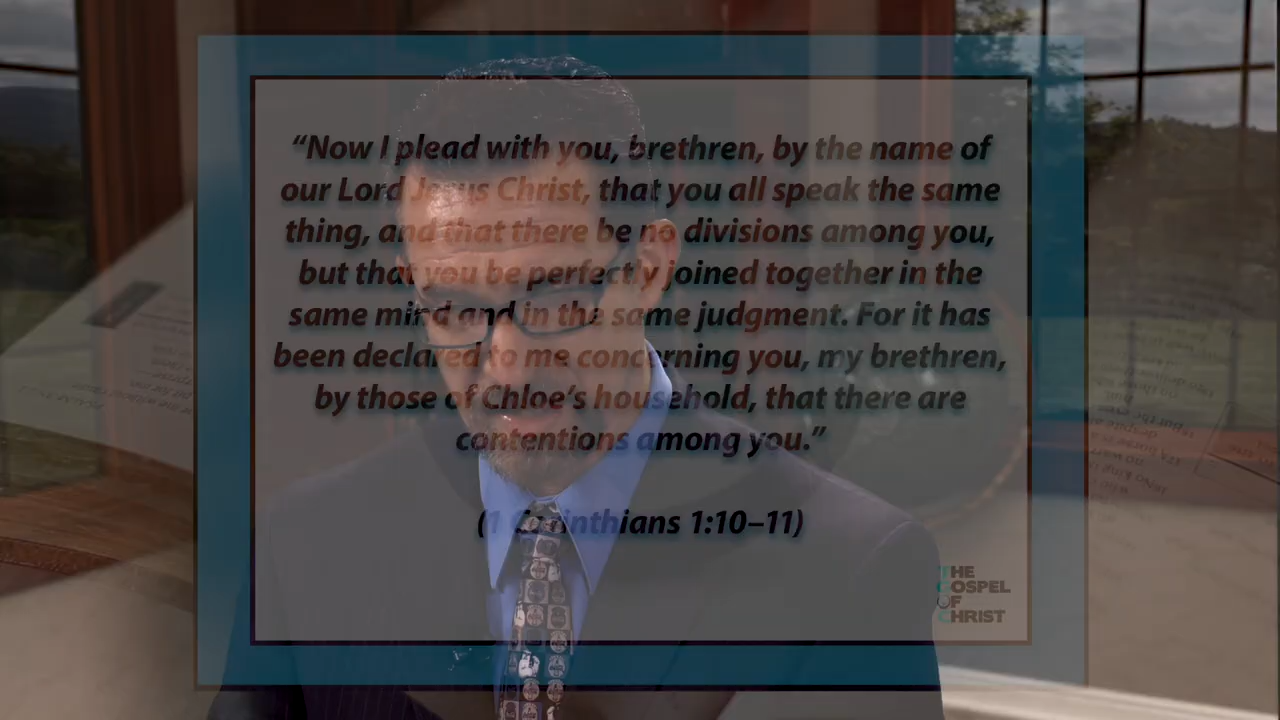 “Now I plead with you, brethren, by the name of
our Lord Jesus Christ, that you all speak the same
thing, and that there be no divisions among you,
but that you be perfectly joined together in the
same mind and in the same judgment. For it has
been declared to me concerning you, my brethren,
by those of Chloe’s household, that there are
contentions among you.”
(1 Corinthians 1:10–11)
THE
GOSPEL
OF
CHRIST